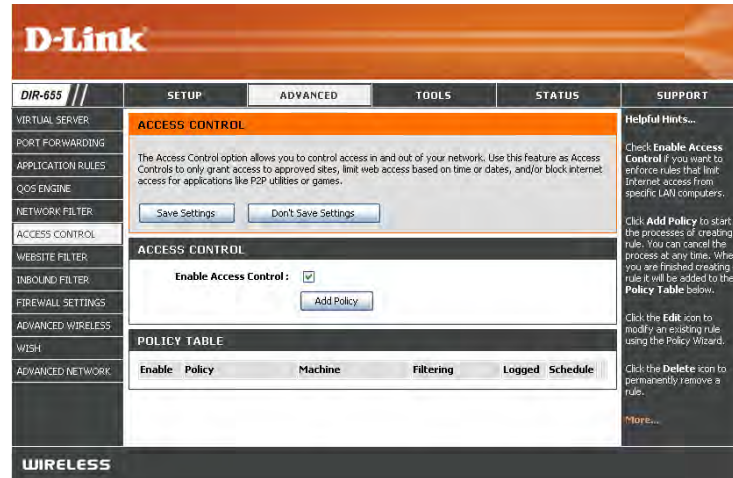 D-Link
DIR-655
SETUP
ADVANCED
TOOLS
STATUS
SUPPORT
VIRTUAL SERVER
PORT FORWARDING
APPLICATION RULES
QOS ENGINE
NETWORK FILTER
ACCESS CONTROL
WEBSITE FILTER
INBOUND FILTER
FIREWALL SETTINGS
ADVANCED WIRELESS
WISH
ADVANCED NETWORK
ACCESS CONTROL
The Access Control option allows you to control access in and out of your network. Use this feature as Access
Controls to only grant access to approved sites, limit web access based on time or dates, and/or block internet
access for applications like P2P utilities or games.
Save Settings
Don't Save Settings
ACCESS CONTROL
Enable Access Control :
Add Policy
POLICY TABLE
Enable Policy Machine Filtering Logged Schedule
Helpful Hints...
Check Enable Access
Control if you want to
enforce rules that limit
Internet access from
specific LAN computers.
Click Add Policy to start
the processes of creating
rule. You can cancel the
process at any time. Whe
you are finished creating
rule it will be added to the
Policy Table below.
Click the Edit icon to
modify an existing rule
using the Policy Wizard.
Click the Delete icon to
permanently remove a
rule.
More...
WIRELESS